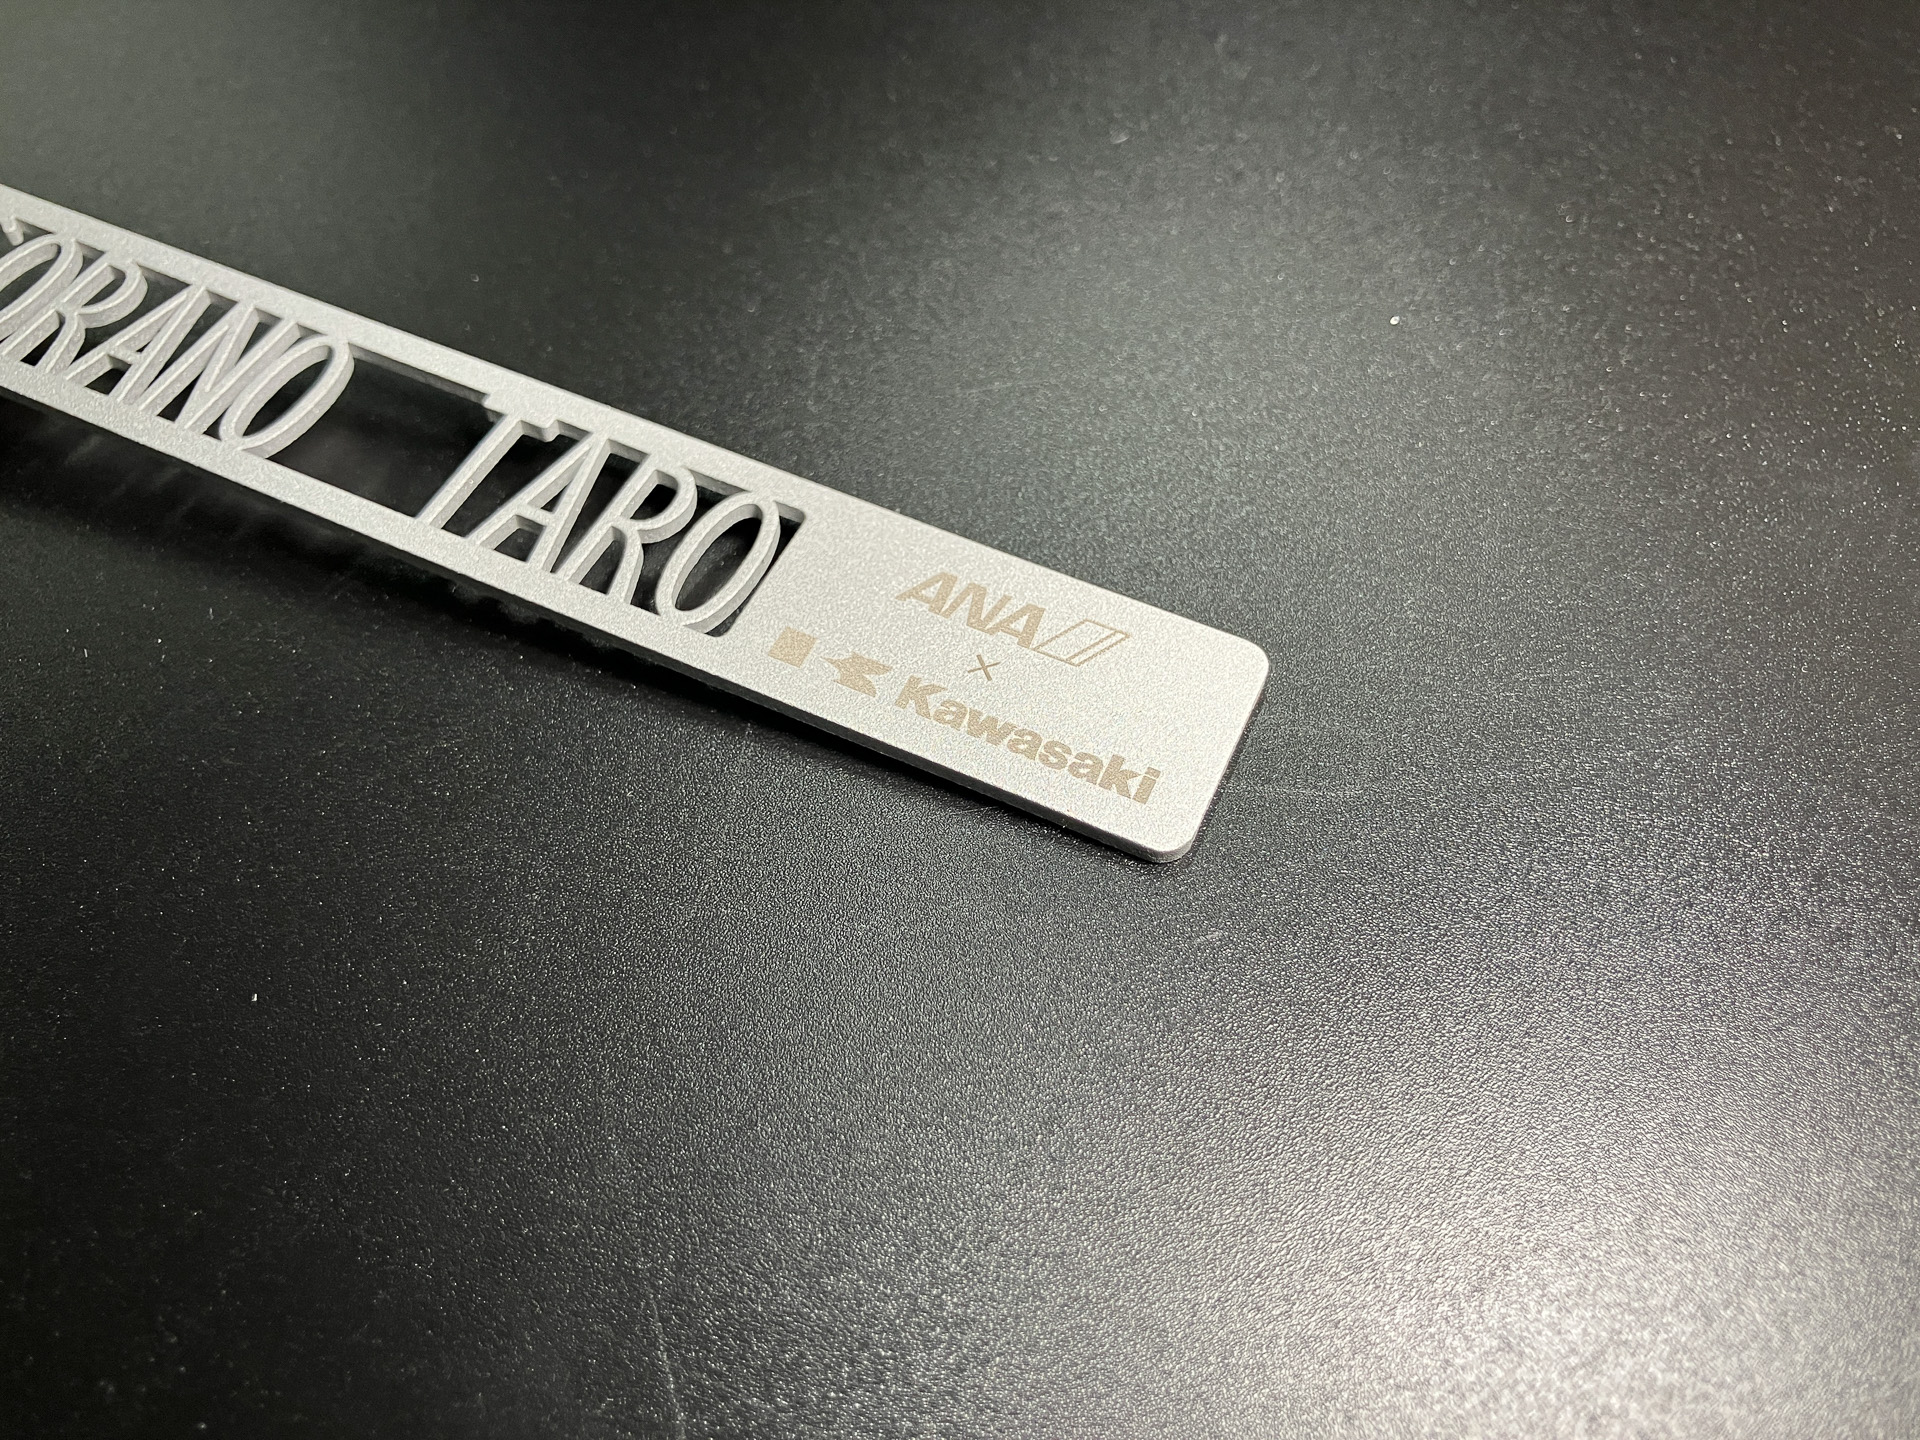 ORANO TARO
ANA
×
Kawasaki